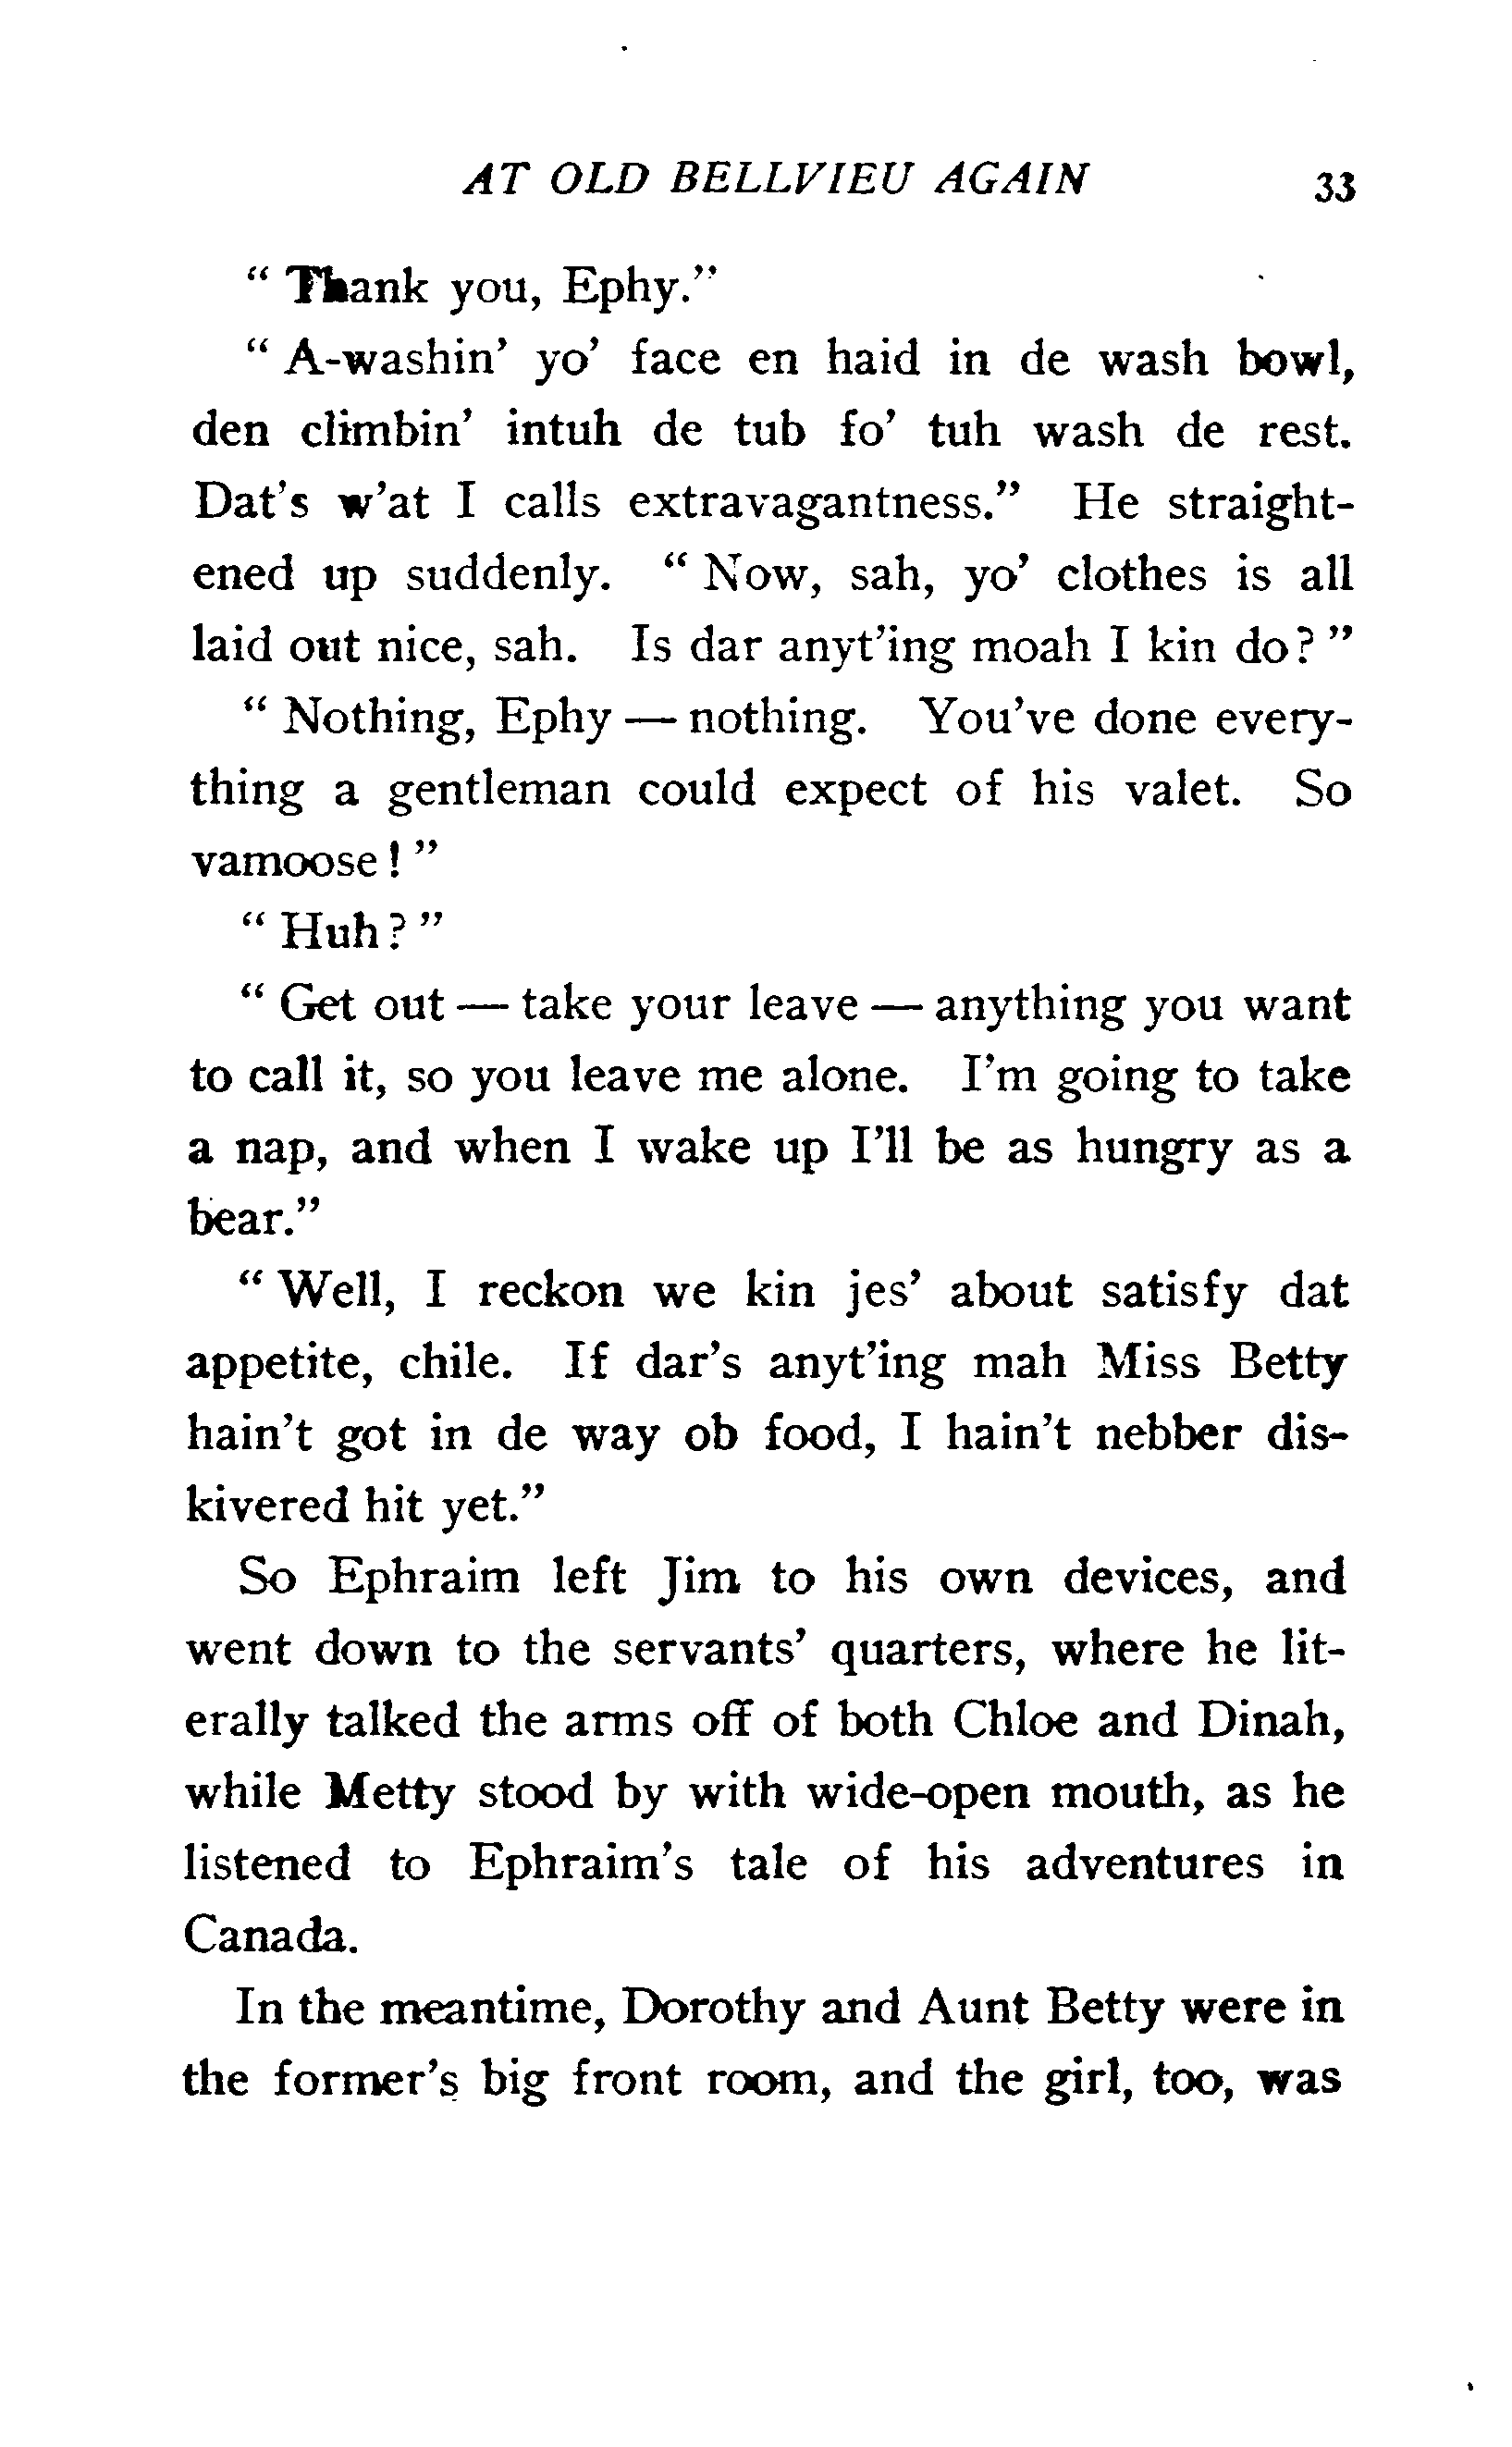 AT OLD BELLVIEU AGAIN 33
" Thank you, Ephy."
" A-washin' yo' face en haid in de wash bowl,
den climbin' intuh de tub fo' tuh wash de rest.
Dat's w'at I calls extravagantness." He straight-
ened up suddenly. " Now, sah, yo' clothes is all
laid out nice, sah. Is dar anyt'ing moah I kin do? "
" Nothing, Ephy — nothing. You've done every-
thing a gentleman could expect of his valet. So
vamoose! "
" Huh? "
" Get out — take your leave — anything you want
to call it, so you leave me alone. I'm going to take
a nap, and when I wake up I'll be as hungry as a
bear."
" Well, I reckon we kin jes' about satisfy dat
appetite, chile. If dar's anyt'ing mah Miss Betty
hain't got in de way ob food, I hain't nebber dis-
kivered hit yet."
So Ephraim left Jim to his own devices, and
went down to the servants' quarters, where he lit-
erally talked the arms off of both Chloe and Dinah,
while Metty stood by with wide-open mouth, as he
listened to Ephraim's tale of his adventures in
Canada.
In the meantime, Dorothy and Aunt Betty were in
the former's big front room, and the girl, too, was